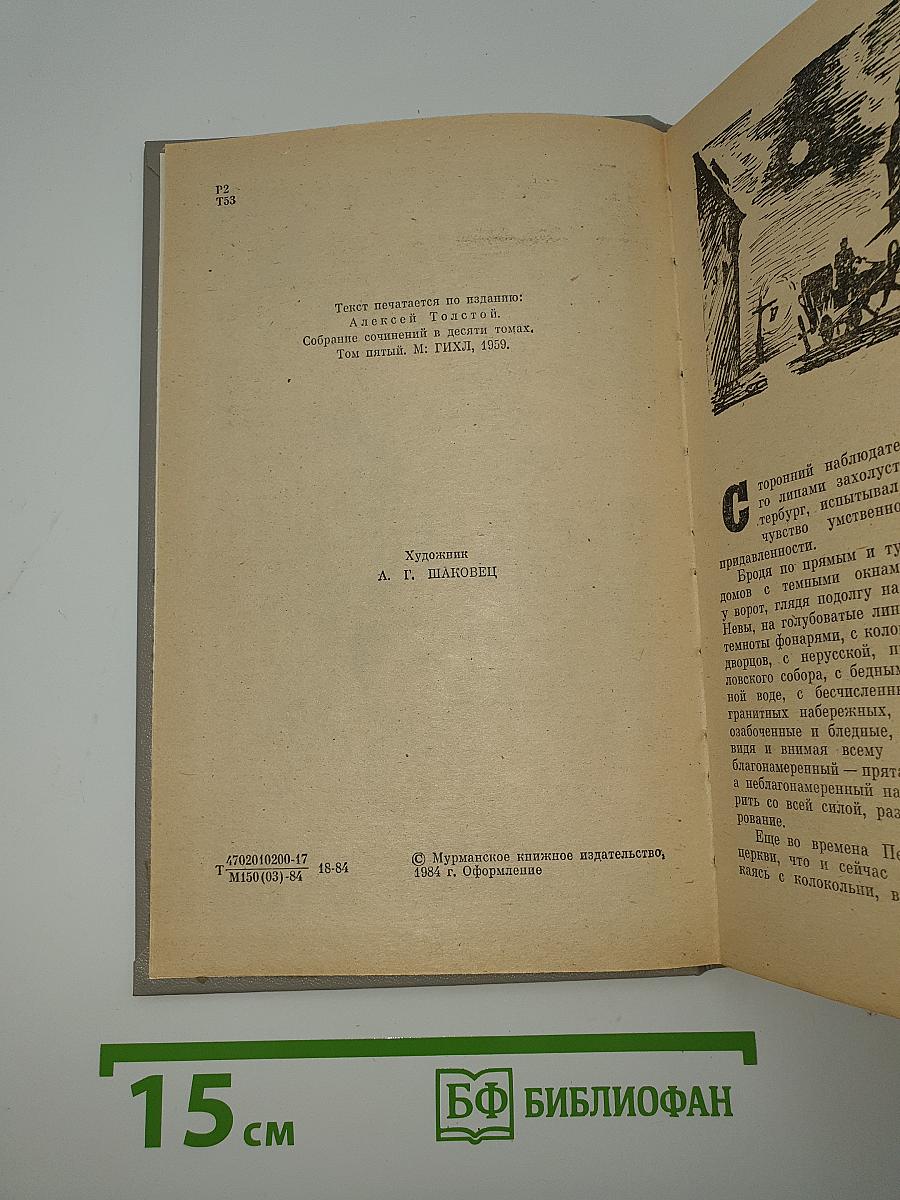 Р2
Т53
Текст печатается по изданию:
Алексей Толстой.
Собрание сочинений в десяти томах.
Том пятый. М: ГИХЛ, 1959.
Художник
А. Г. ШАКОВЕЦ
Т 4702010200-17 18-84
М150(03)-84
© Мурманское книжное издательство,
1984 г. Оформление
Сторонний наблюдате
го липами захолуст
тербург, испытывал
чувство умственно
придавленности.
Бродя по прямым и ту
домов с темными окнам
у ворот, глядя подолгу на
Невы, на голубоватые лин
темноты фонарями, с коло
дворцов, с нерусской, п
ловского собора, с бедным
ной воде, с бесчисленны
гранитных набережных,
озабоченные и бледные,
видя и внимая всему
благонамеренный — прята
а неблагонамеренный на
рить со всей силой, раз
рование.
Еще во времена Пе
церкви, что и сейчас
каясь с колокольни, в
15 см
БФ БИБЛИОФАН